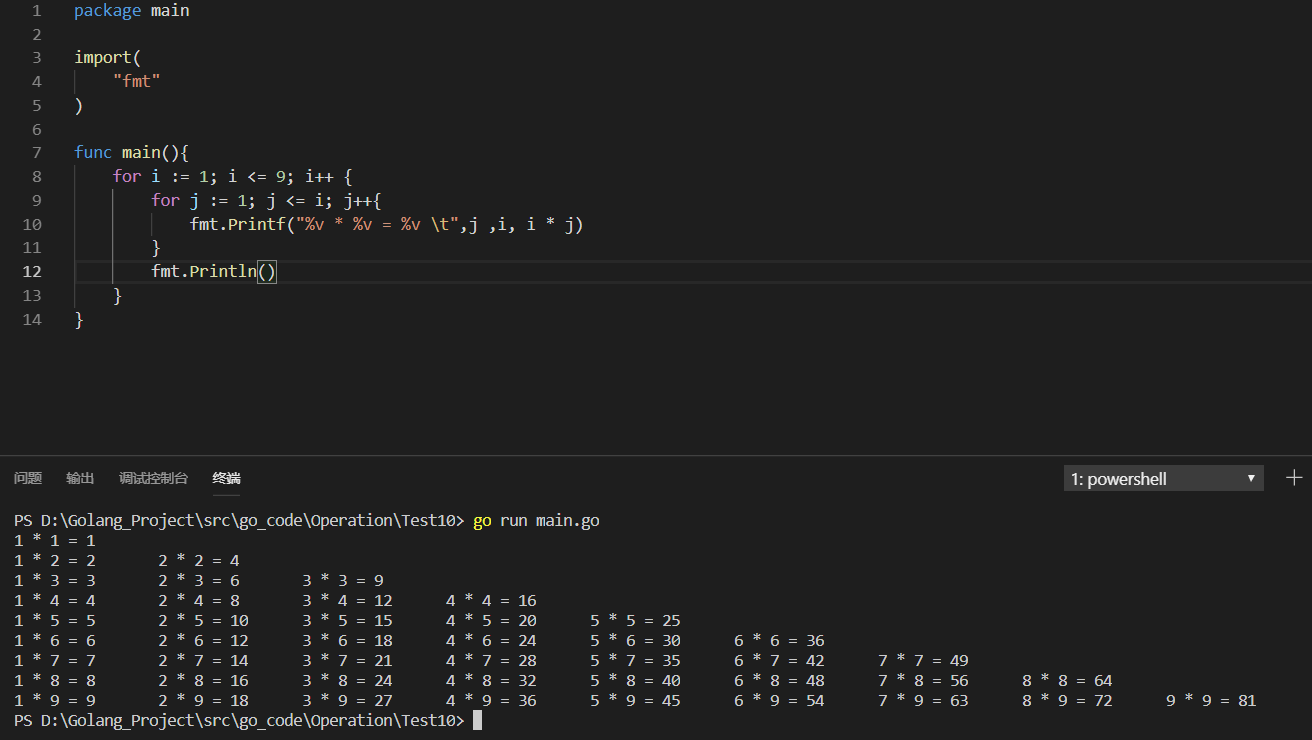 1 package main
2
3 import(
4     "fmt"
5 )
6
7 func main(){
8     for i := 1; i <= 9; i++ {
9         for j := 1; j <= i; j++{
10             fmt.Printf("%v * %v = %v \t",j ,i, i * j)
11         }
12         fmt.Println()
13     }
14 }
问题 输出 调试控制台 终端 1: powershell
PS D:\Golang_Project\src\go_code\Operation\Test10> go run main.go
1 * 1 = 1
1 * 2 = 2 2 * 2 = 4
1 * 3 = 3 2 * 3 = 6 3 * 3 = 9
1 * 4 = 4 2 * 4 = 8 3 * 4 = 12 4 * 4 = 16
1 * 5 = 5 2 * 5 = 10 3 * 5 = 15 4 * 5 = 20 5 * 5 = 25
1 * 6 = 6 2 * 6 = 12 3 * 6 = 18 4 * 6 = 24 5 * 6 = 30 6 * 6 = 36
1 * 7 = 7 2 * 7 = 14 3 * 7 = 21 4 * 7 = 28 5 * 7 = 35 6 * 7 = 42 7 * 7 = 49
1 * 8 = 8 2 * 8 = 16 3 * 8 = 24 4 * 8 = 32 5 * 8 = 40 6 * 8 = 48 7 * 8 = 56 8 * 8 = 64
1 * 9 = 9 2 * 9 = 18 3 * 9 = 27 4 * 9 = 36 5 * 9 = 45 6 * 9 = 54 7 * 9 = 63 8 * 9 = 72 9 * 9 = 81
PS D:\Golang_Project\src\go_code\Operation\Test10>